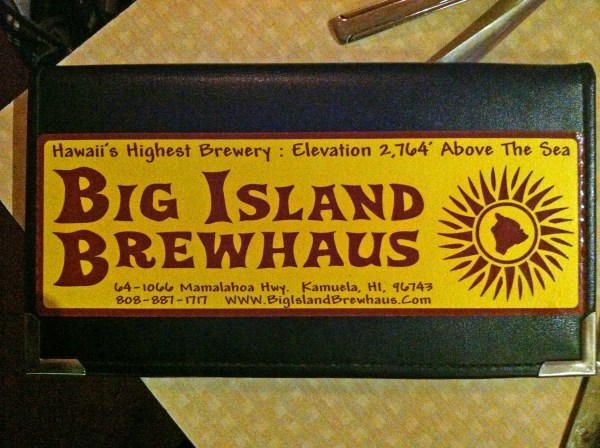 Hawaii's Highest Brewery : Elevation 2,764' Above The Sea
Big Island
Brewhaus
64-1066 Mamalahoa Hwy. Kamuela, HI, 96743
808-887-1717 www.BigIslandBrewhaus.Com